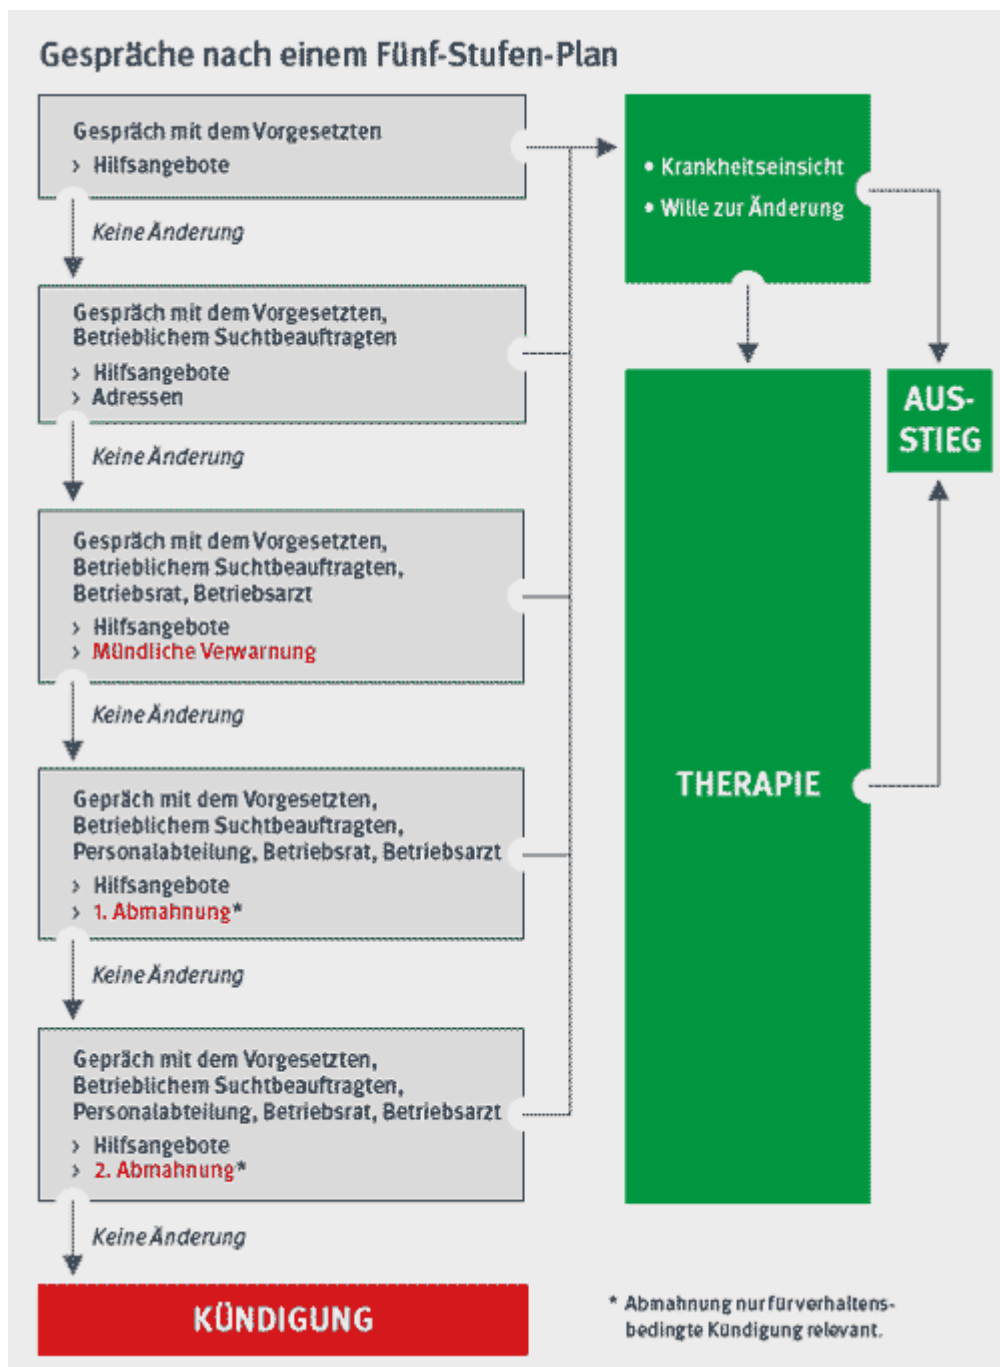 Gespräche nach einem Fünf-Stufen-Plan
Gespräch mit dem Vorgesetzten
› Hilfsangebote
Keine Änderung
Gespräch mit dem Vorgesetzten,
Betrieblichem Suchtbeauftragten
› Hilfsangebote
› Adressen
Keine Änderung
Gespräch mit dem Vorgesetzten,
Betrieblichem Suchtbeauftragten,
Betriebsrat, Betriebsarzt
› Hilfsangebote
› Mündliche Verwarnung
Keine Änderung
Gepräch mit dem Vorgesetzten,
Betrieblichem Suchtbeauftragten,
Personalabteilung, Betriebsrat, Betriebsarzt
› Hilfsangebote
› 1. Abmahnung*
Keine Änderung
Gepräch mit dem Vorgesetzten,
Betrieblichem Suchtbeauftragten,
Personalabteilung, Betriebsrat, Betriebsarzt
› Hilfsangebote
› 2. Abmahnung*
Keine Änderung
KÜNDIGUNG
• Krankheitseinsicht
• Wille zur Änderung
THERAPIE
AUS-
STIEG
* Abmahnung nur für verhaltens-
bedingte Kündigung relevant.